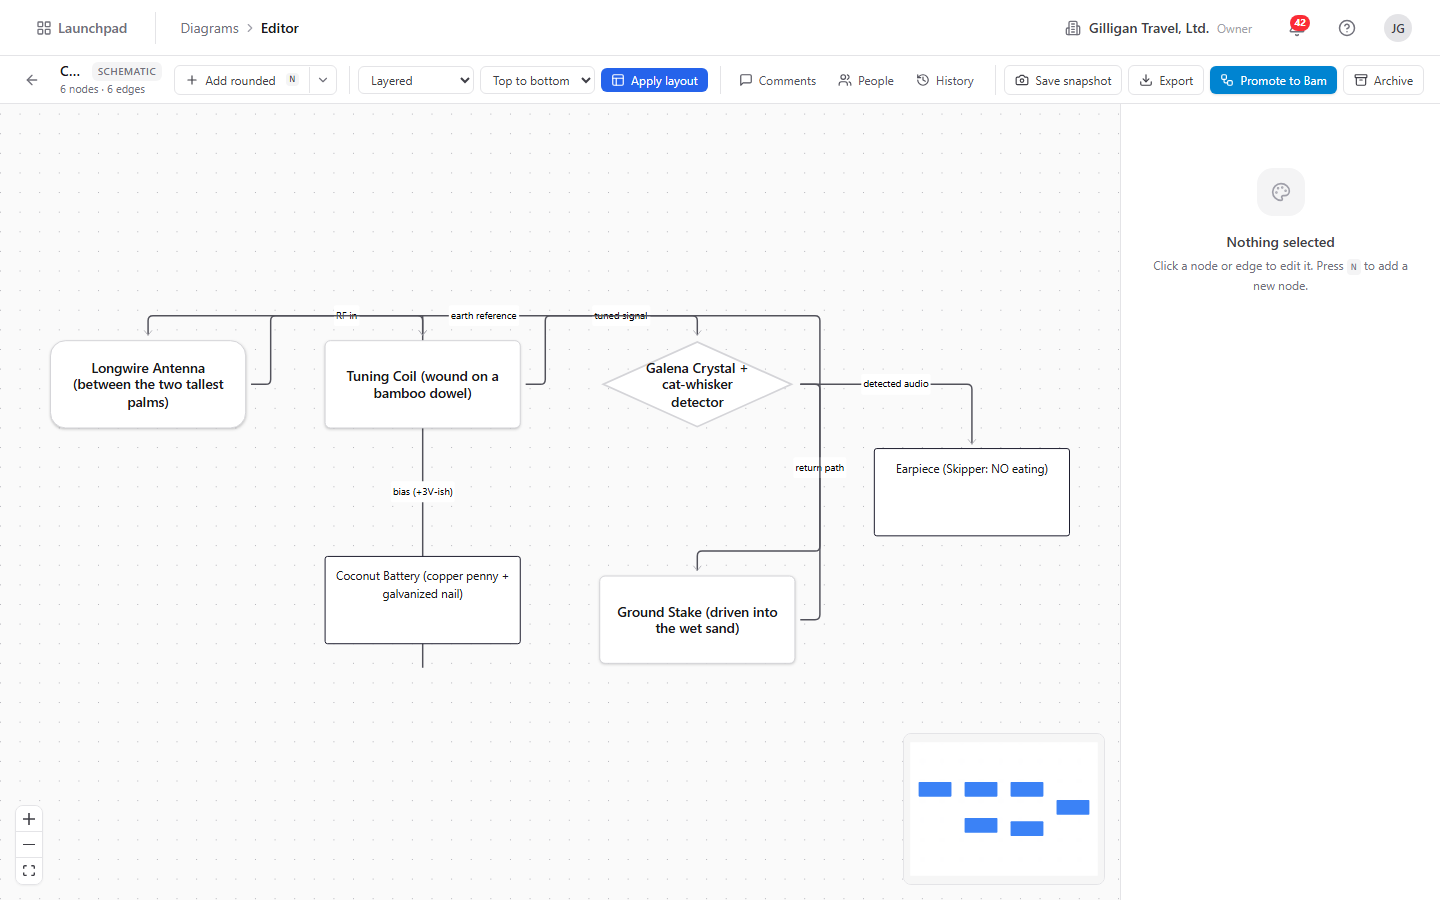 Launchpad
Diagrams > Editor
Gilligan Travel, Ltd. Owner
42
JG
C...
SCHEMATIC
6 nodes · 6 edges
Add rounded N
Layered
Top to bottom
Apply layout
Comments
People
History
Save snapshot
Export
Promote to Bam
Archive
RF in
earth reference
tuned signal
Longwire Antenna
(between the two tallest
palms)
Tuning Coil (wound on a
bamboo dowel)
Galena Crystal +
cat-whisker
detector
detected audio
return path
Earpiece (Skipper: NO eating)
bias (+3V-ish)
Coconut Battery (copper penny +
galvanized nail)
Ground Stake (driven into
the wet sand)
Nothing selected
Click a node or edge to edit it. Press N to add a
new node.